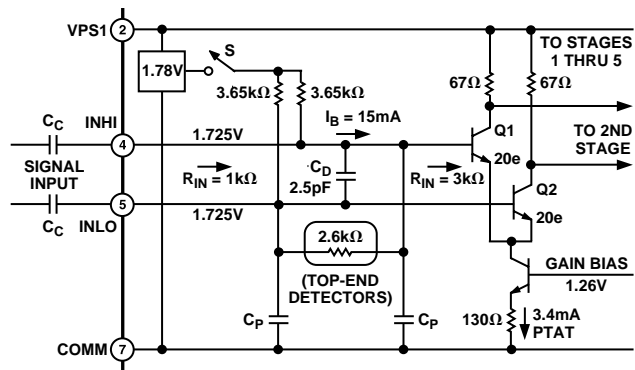 VPS1 2
TO STAGES
1 THRU 5
1.78V
S
67Ω 67Ω
3.65kΩ 3.65kΩ
CC INHI
IB = 15mA
Q1
4 1.725V
TO 2ND
STAGE
SIGNAL
INPUT
RIN = 1kΩ
CD
2.5pF
RIN = 3kΩ
20e
Q2
5 1.725V
CC INLO
20e
2.6kΩ
(TOP-END
DETECTORS)
GAIN BIAS
1.26V
CP CP
130Ω
3.4mA
PTAT
COMM 7